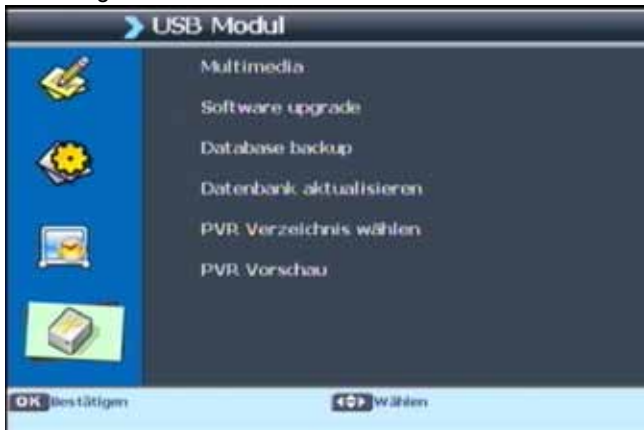 USB Modul
Multimedia
Software upgrade
Database backup
Datenbank aktualisieren
PVR Verzeichnis wählen
PVR Vorschau
OK Bestätigen Wählen